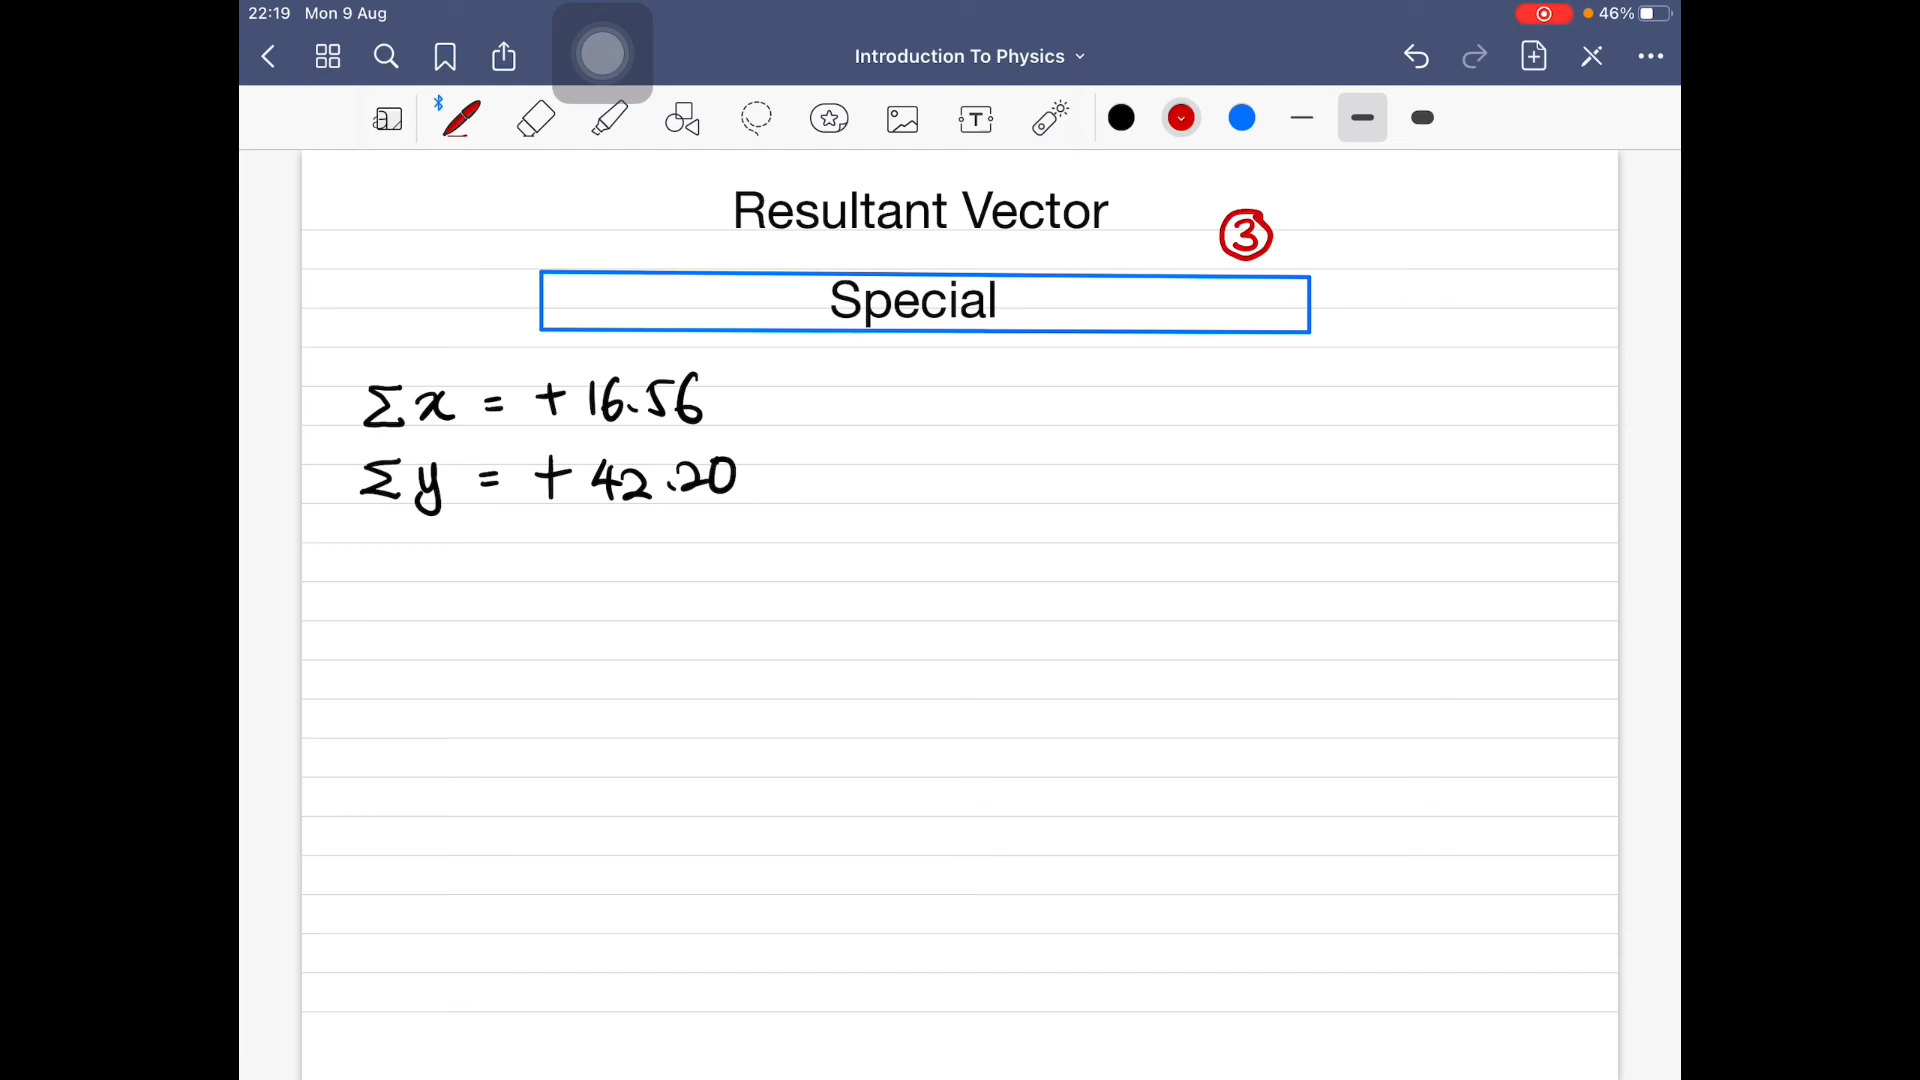 22:19 Mon 9 Aug
46%
Introduction To Physics
Resultant Vector
③
Special
Σx = +16.56
Σy = +42.20